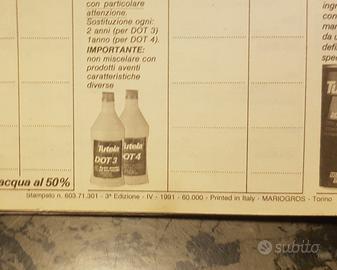 con particolare
attenzione.
Sostituzione ogni:
2 anni (per DOT 3)
1anno (per DOT 4).
IMPORTANTE:
non miscelare con
prodotti aventi
caratteristiche
diverse
Tutela
DOT 3
DOT 4
acqua al 50%
Stampato n. 603.71.301 - 3ª Edizione - IV - 1991 - 60.000 - Printed in Italy - MARIOGROS - Torino
subito